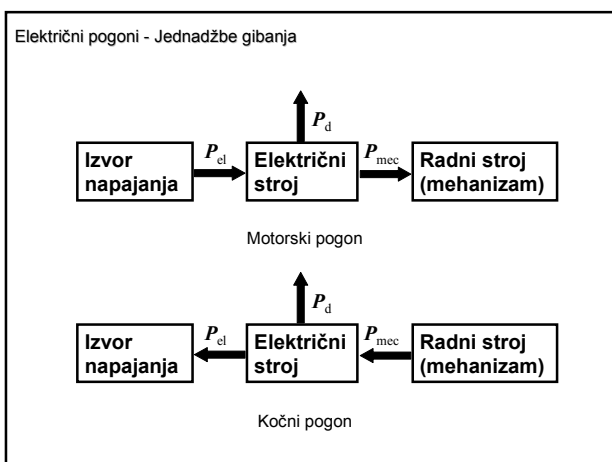 Električni pogoni - Jednadžbe gibanja
P_d
Izvor
napajanja
P_el
Električni
stroj
P_mec
Radni stroj
(mehanizam)
Motorski pogon
P_d
Izvor
napajanja
P_el
Električni
stroj
P_mec
Radni stroj
(mehanizam)
Kočni pogon